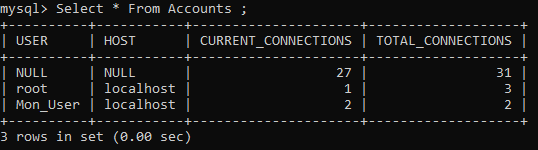 mysql> Select * From Accounts ;
+----------+-----------+---------------------+-------------------+
| USER     | HOST      | CURRENT_CONNECTIONS | TOTAL_CONNECTIONS |
+----------+-----------+---------------------+-------------------+
| NULL     | NULL      |                  27 |                31 |
| root     | localhost |                   1 |                 3 |
| Mon_User | localhost |                   2 |                 2 |
+----------+-----------+---------------------+-------------------+
3 rows in set (0.00 sec)